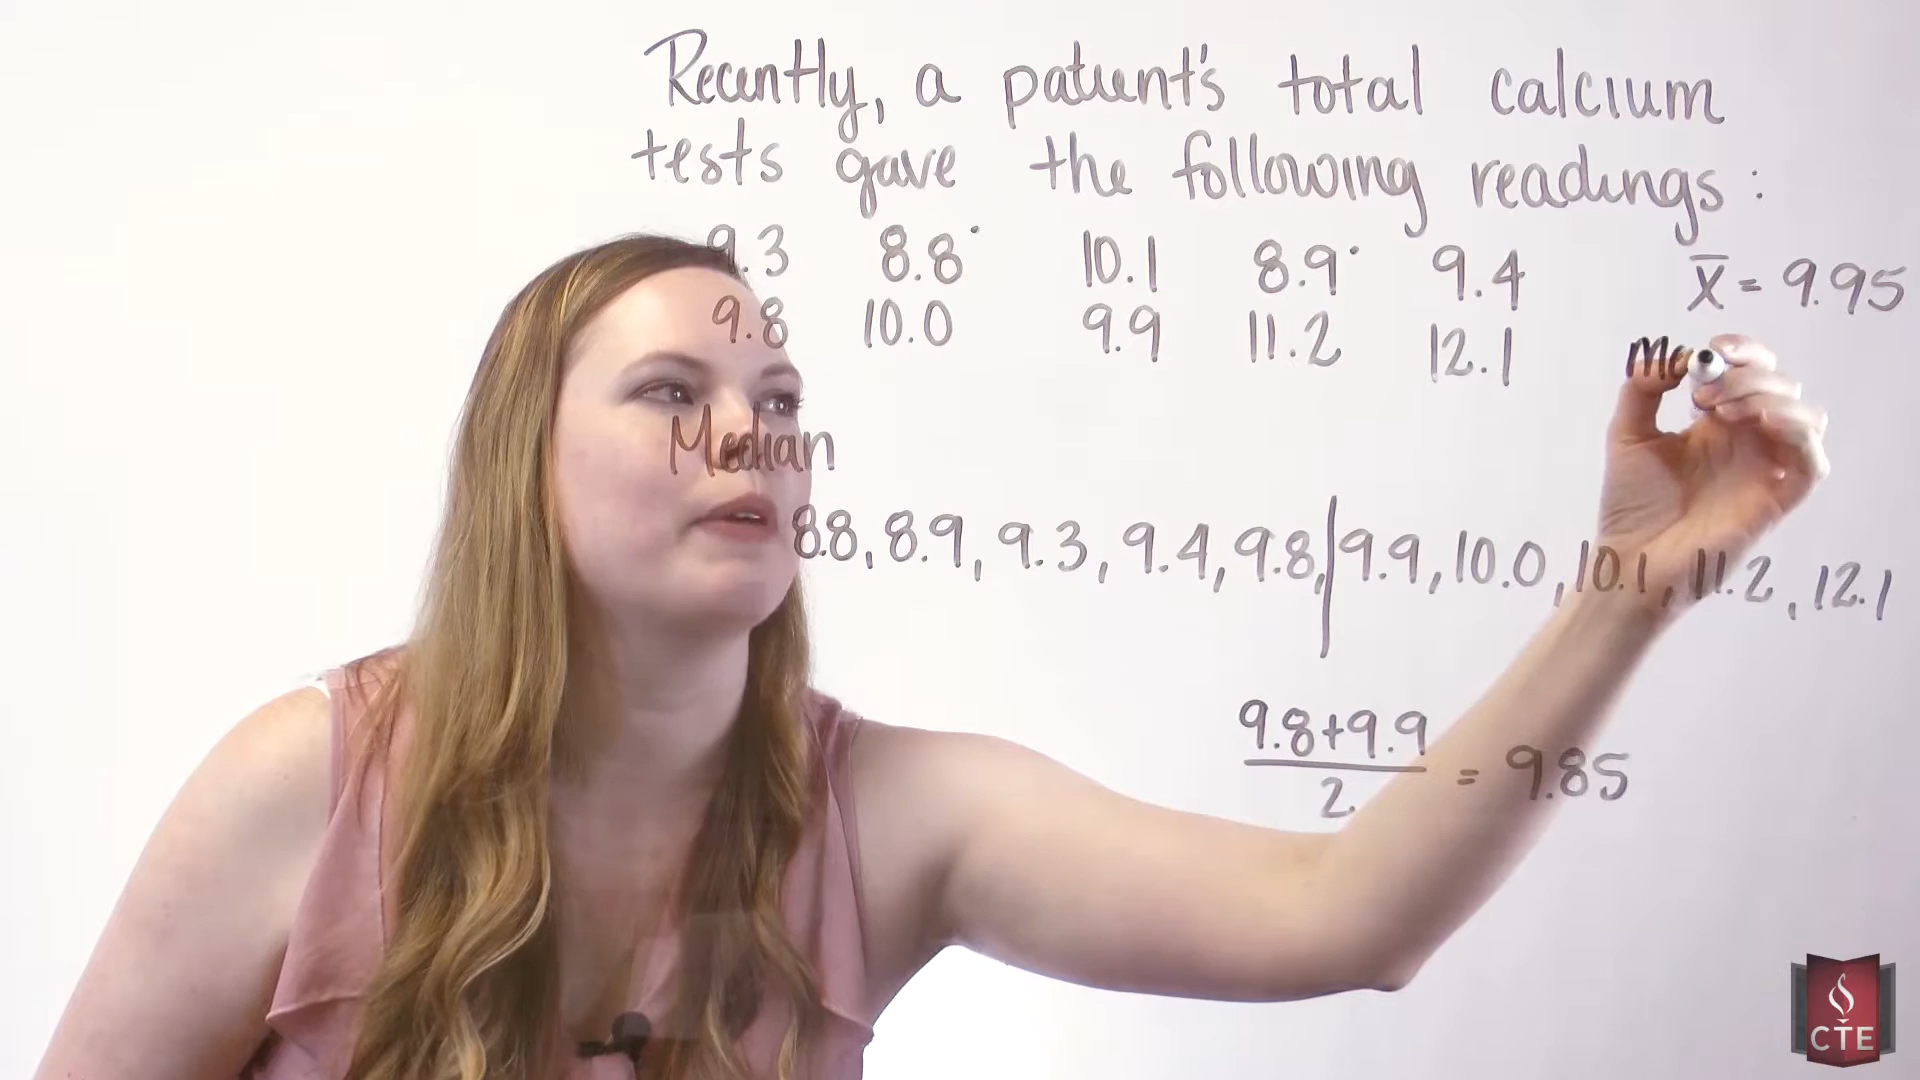 Recently, a patient's total calcium
tests gave the following readings:
9.3 8.8 10.1 8.9 9.4
x̄ = 9.95
9.8 10.0 9.9 11.2 12.1
Me
Median
8.8, 8.9, 9.3, 9.4, 9.8, | 9.9, 10.0, 10.1, 11.2, 12.1
9.8+9.9
2
= 9.85
CTE